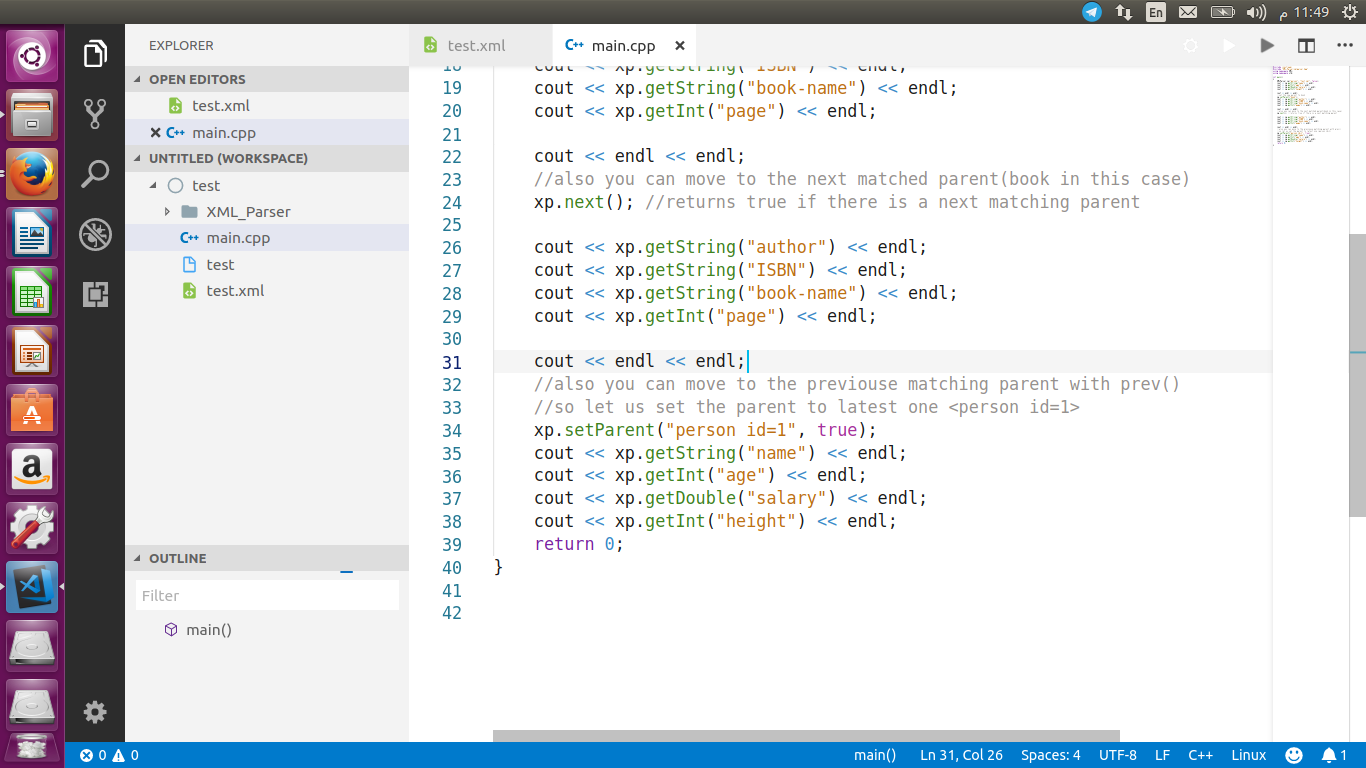 En
م 11:49
EXPLORER
OPEN EDITORS
test.xml
main.cpp
UNTITLED (WORKSPACE)
test
XML_Parser
main.cpp
test
test.xml
OUTLINE
Filter
main()
test.xml
main.cpp
18 cout << xp.getString("ISBN") << endl;
19 cout << xp.getString("book-name") << endl;
20 cout << xp.getInt("page") << endl;
21
22 cout << endl << endl;
23 //also you can move to the next matched parent(book in this case)
24 xp.next(); //returns true if there is a next matching parent
25
26 cout << xp.getString("author") << endl;
27 cout << xp.getString("ISBN") << endl;
28 cout << xp.getString("book-name") << endl;
29 cout << xp.getInt("page") << endl;
30
31 cout << endl << endl;
32 //also you can move to the previouse matching parent with prev()
33 //so let us set the parent to latest one <person id=1>
34 xp.setParent("person id=1", true);
35 cout << xp.getString("name") << endl;
36 cout << xp.getInt("age") << endl;
37 cout << xp.getDouble("salary") << endl;
38 cout << xp.getInt("height") << endl;
39 return 0;
40 }
41
42
0 0 main() Ln 31, Col 26 Spaces: 4 UTF-8 LF C++ Linux 1